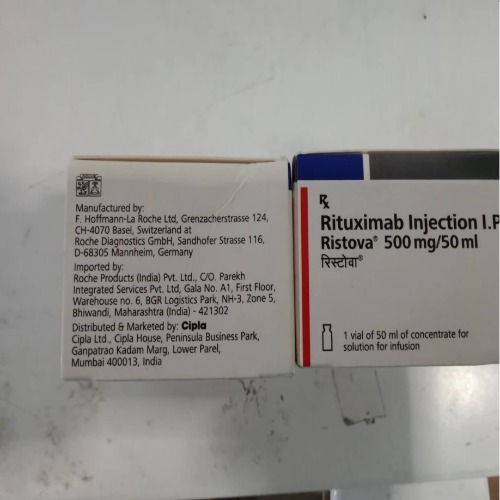 Manufactured by:
F. Hoffmann-La Roche Ltd, Grenzacherstrasse 124,
CH-4070 Basel, Switzerland at
Roche Diagnostics GmbH, Sandhofer Strasse 116,
D-68305 Mannheim, Germany
Imported by:
Roche Products (India) Pvt. Ltd., C/O. Parekh
Integrated Services Pvt. Ltd, Gala No. A1, First Floor,
Warehouse no. 6, BGR Logistics Park, NH-3, Zone 5,
Bhiwandi, Maharashtra (India) - 421302
Distributed & Marketed by: Cipla
Cipla Ltd., Cipla House, Peninsula Business Park,
Ganpatrao Kadam Marg, Lower Parel,
Mumbai 400013, India
℞
Rituximab Injection I.P
Ristova® 500 mg/50 ml
रिस्टोवा®
1 vial of 50 ml of concentrate for
solution for infusion